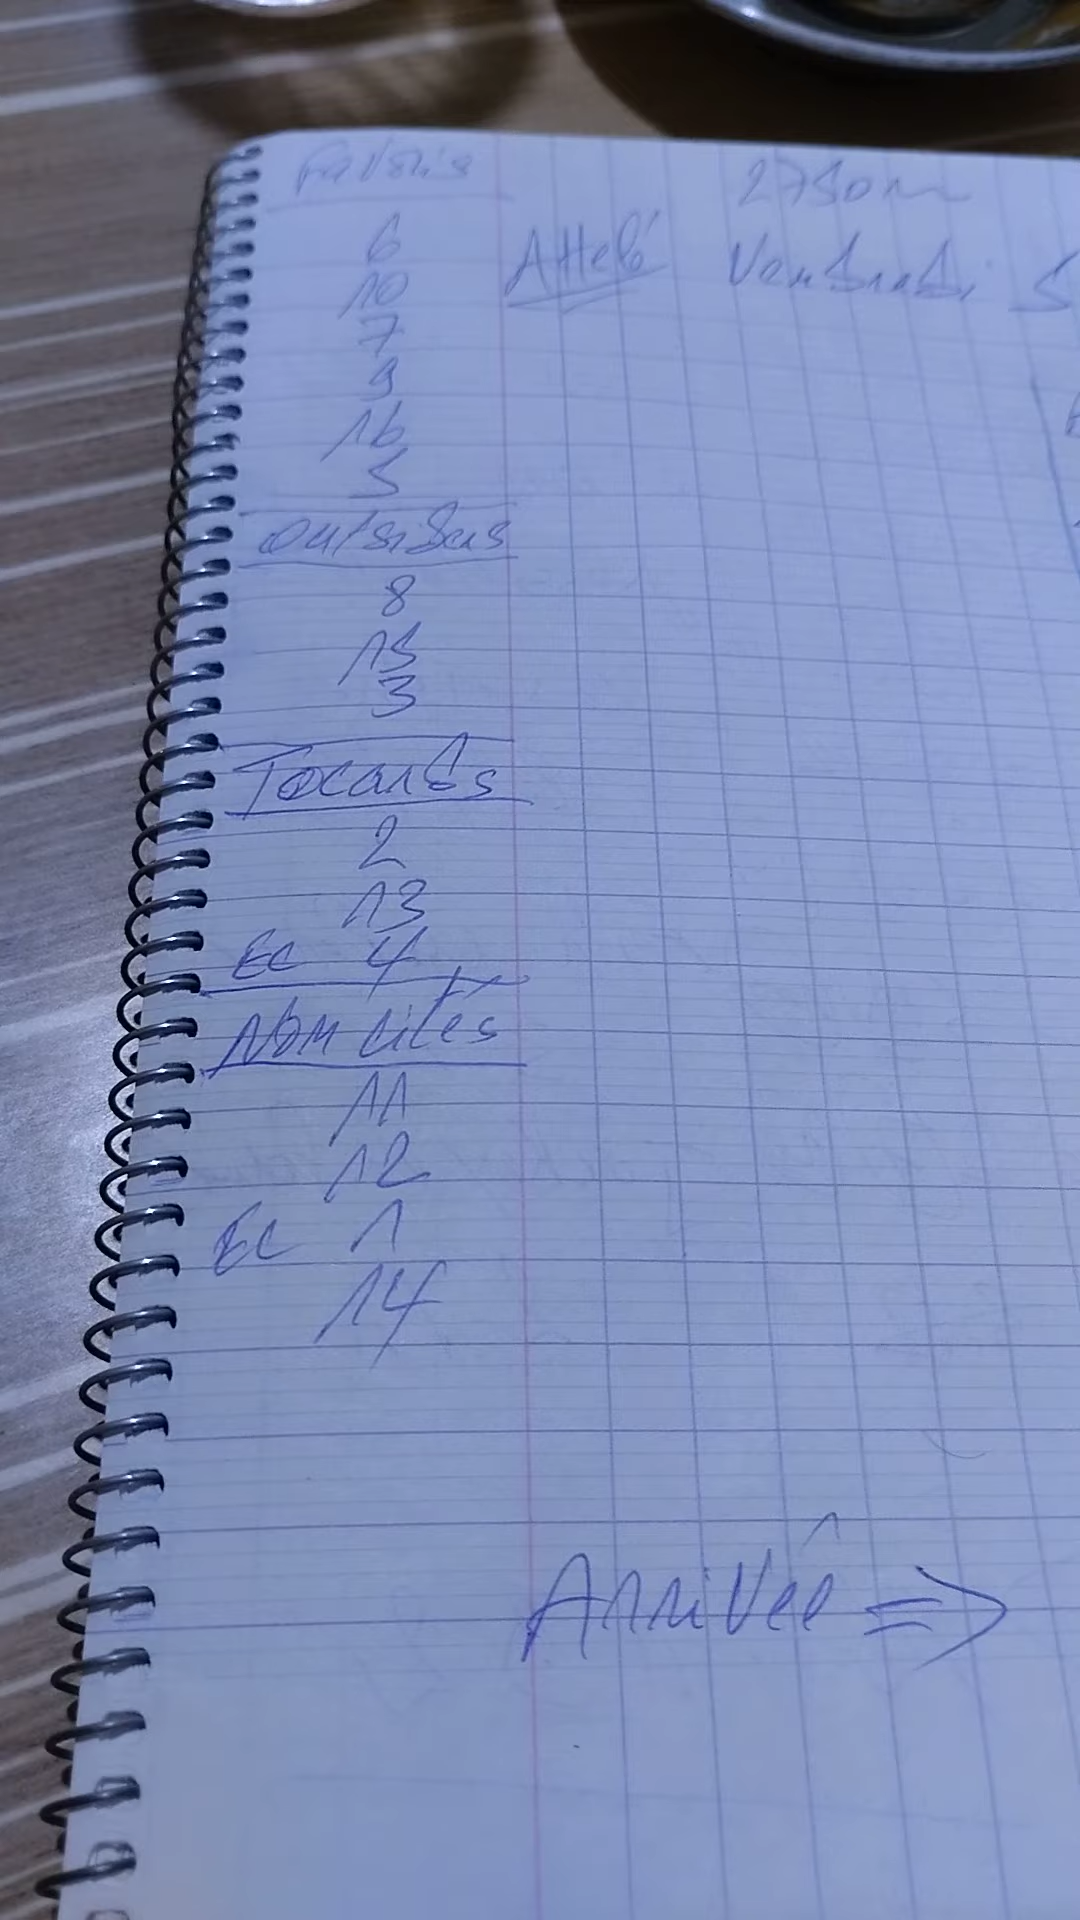 Favoris
2750m
6
Attelé Vendredi 5
10
7
9
16
5
outsiders
8
15
3
Tocards
2
13
EC 4
Non cités
11
12
EC 1
14
Arrivée =>